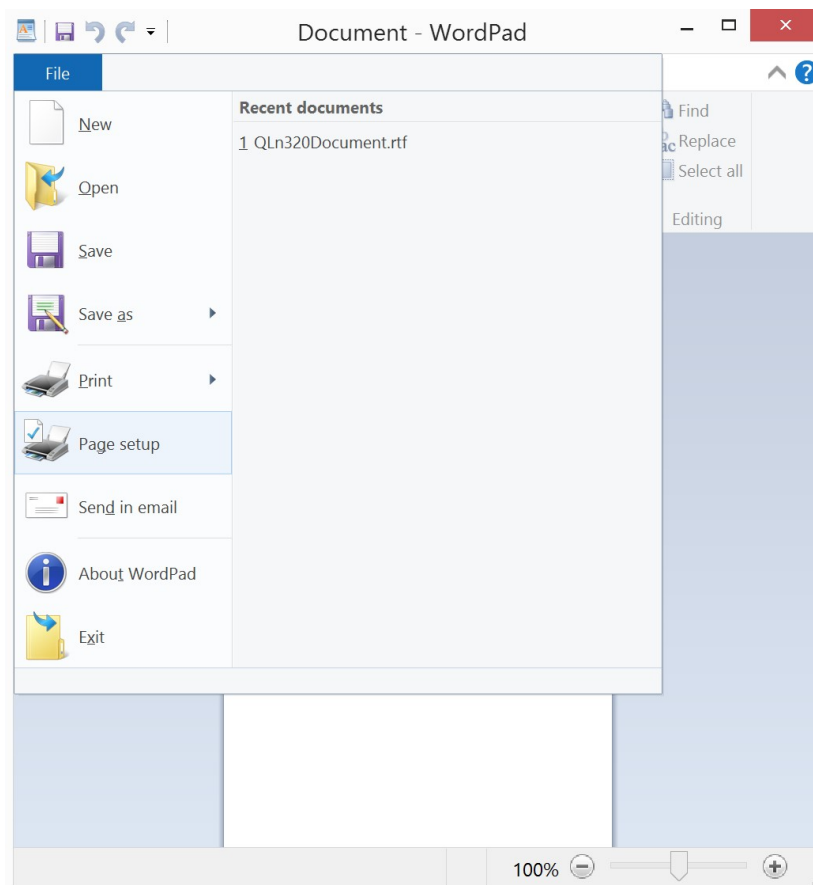 Document - WordPad
File
New
Open
Save
Save as
Print
Page setup
Send in email
About WordPad
Exit
Recent documents
1 QLn320Document.rtf
Find
Replace
Select all
Editing
100%